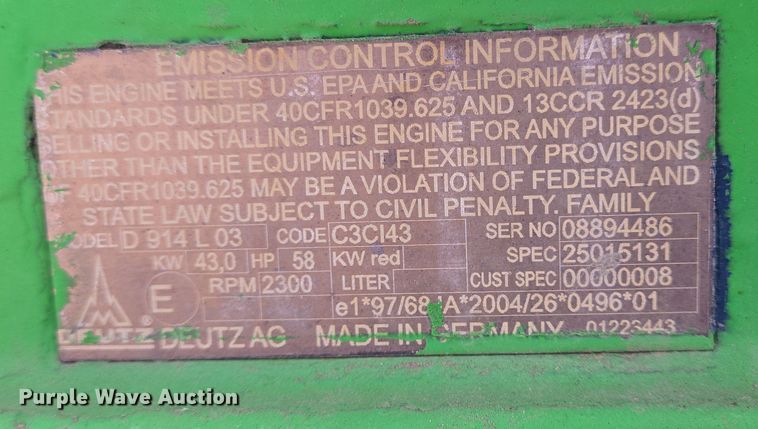 EMISSION CONTROL INFORMATION
THIS ENGINE MEETS U.S. EPA AND CALIFORNIA EMISSION
STANDARDS UNDER 40CFR1039.625 AND 13CCR 2423(d)
SELLING OR INSTALLING THIS ENGINE FOR ANY PURPOSE
OTHER THAN THE EQUIPMENT FLEXIBILITY PROVISIONS
OF 40CFR1039.625 MAY BE A VIOLATION OF FEDERAL AND
STATE LAW SUBJECT TO CIVIL PENALTY. FAMILY
MODEL D 914 L 03 CODE C3CI43 SER NO 08894486
KW 43,0 HP 58 KW red SPEC 25015131
RPM 2300 LITER CUST SPEC 00000008
E e1*97/68JA*2004/26*0496*01
DEUTZ DEUTZ AG MADE IN GERMANY 01223443
Purple Wave Auction